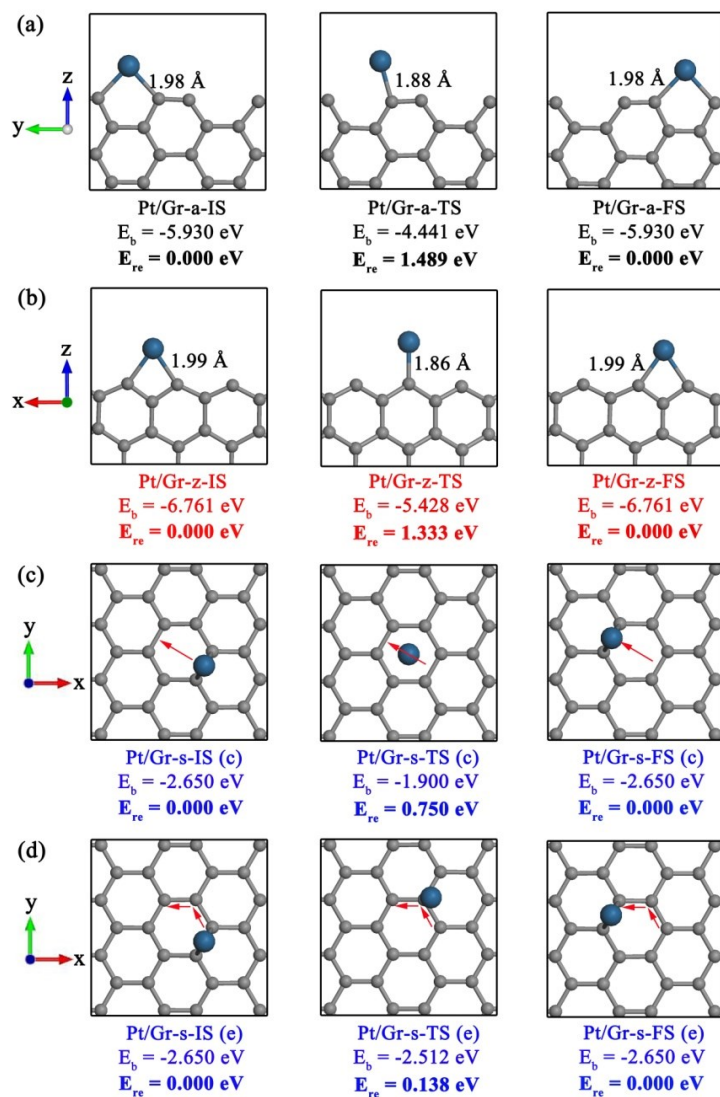 (a)
z
y
1.98 Å 1.88 Å 1.98 Å
Pt/Gr-a-IS Pt/Gr-a-TS Pt/Gr-a-FS
E_b = -5.930 eV E_b = -4.441 eV E_b = -5.930 eV
E_re = 0.000 eV E_re = 1.489 eV E_re = 0.000 eV
(b)
z
x
1.99 Å 1.86 Å 1.99 Å
Pt/Gr-z-IS Pt/Gr-z-TS Pt/Gr-z-FS
E_b = -6.761 eV E_b = -5.428 eV E_b = -6.761 eV
E_re = 0.000 eV E_re = 1.333 eV E_re = 0.000 eV
(c)
y
x
Pt/Gr-s-IS (c) Pt/Gr-s-TS (c) Pt/Gr-s-FS (c)
E_b = -2.650 eV E_b = -1.900 eV E_b = -2.650 eV
E_re = 0.000 eV E_re = 0.750 eV E_re = 0.000 eV
(d)
y
x
Pt/Gr-s-IS (e) Pt/Gr-s-TS (e) Pt/Gr-s-FS (e)
E_b = -2.650 eV E_b = -2.512 eV E_b = -2.650 eV
E_re = 0.000 eV E_re = 0.138 eV E_re = 0.000 eV